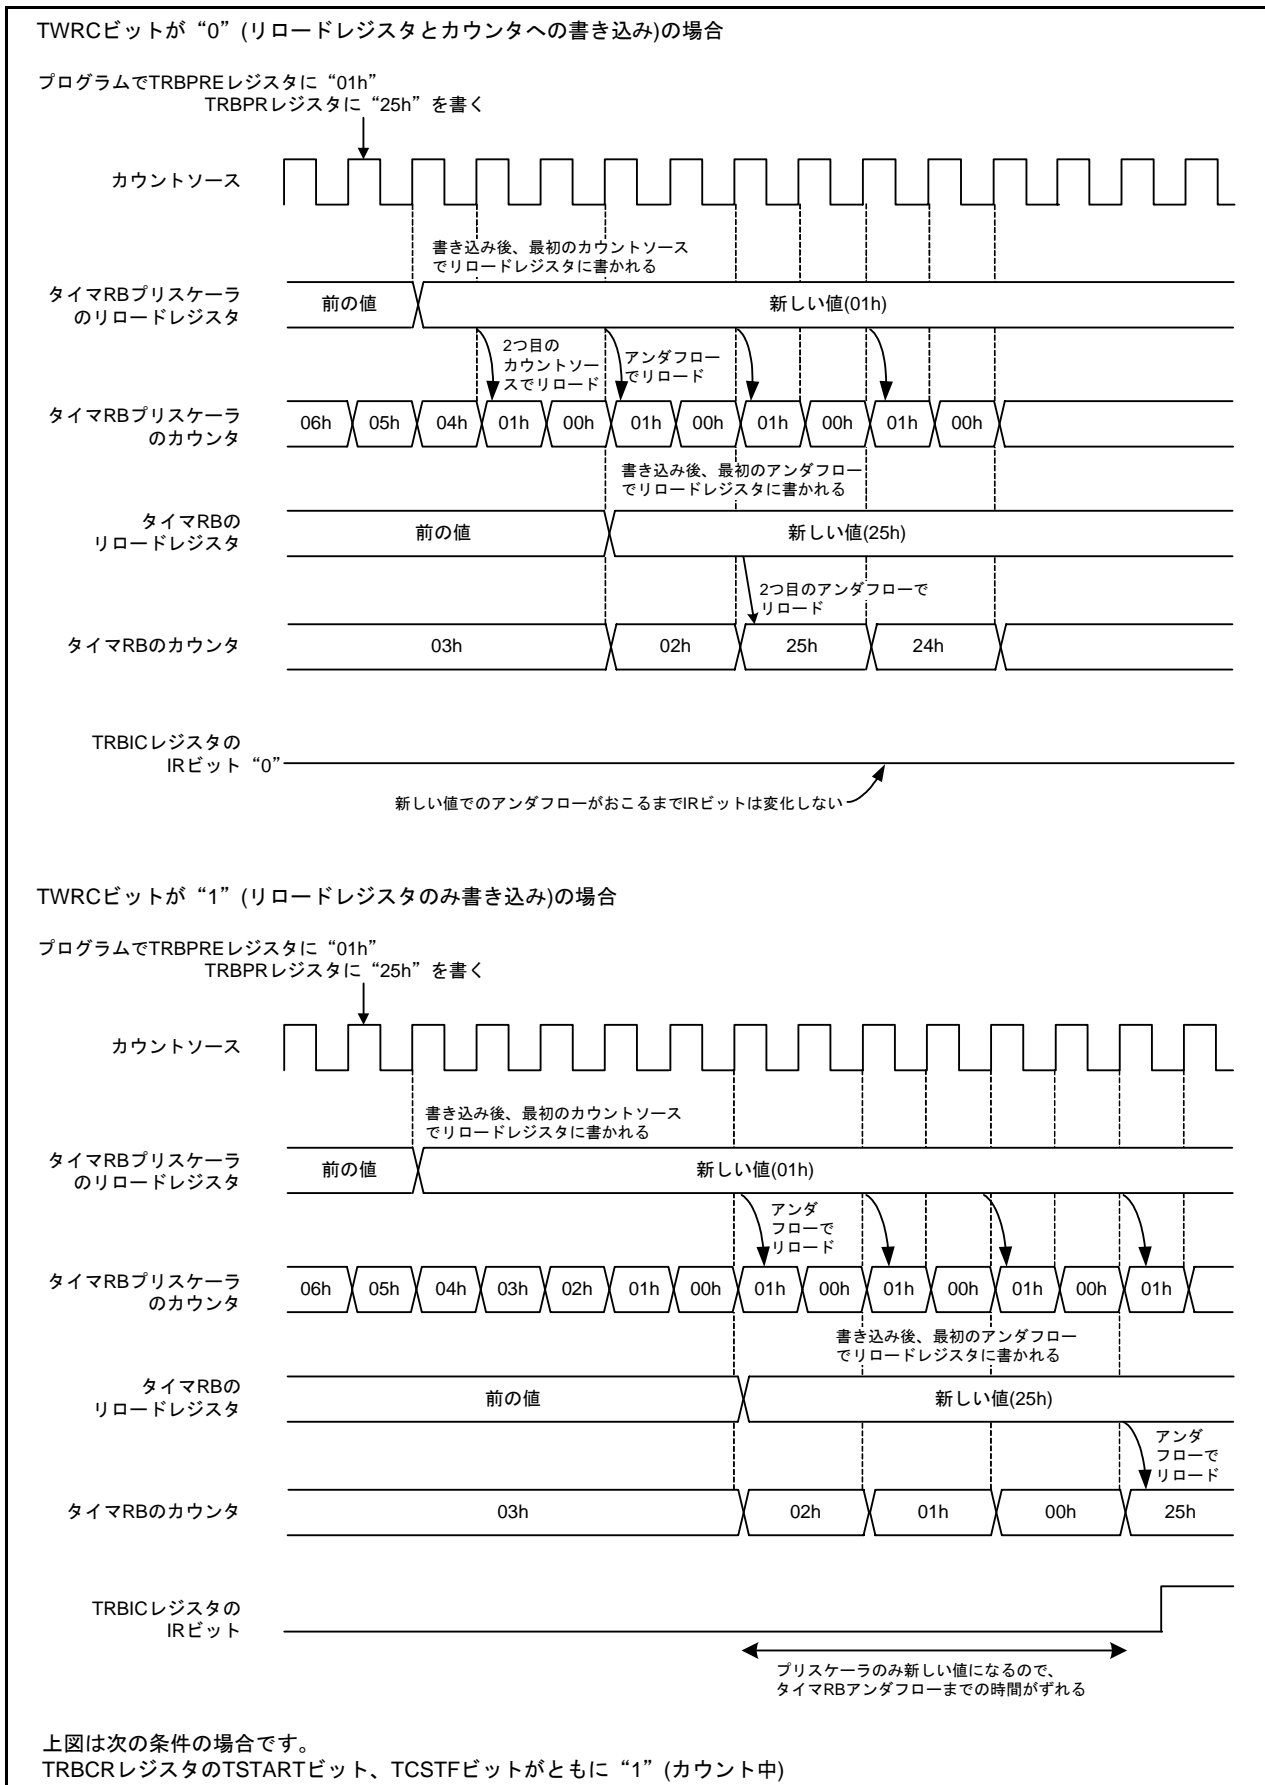 TWRCビットが“0”(リロードレジスタとカウンタへの書き込み)の場合
プログラムでTRBPREレジスタに“01h”
TRBPRレジスタに“25h”を書く
カウントソース
書き込み後、最初のカウントソース
でリロードレジスタに書かれる
タイマRBプリスケーラ
のリロードレジスタ
前の値
新しい値(01h)
2つ目の
カウントソー
スでリロード
アンダフロー
でリロード
タイマRBプリスケーラ
のカウンタ
06h 05h 04h 01h 00h 01h 00h 01h 00h 01h 00h
書き込み後、最初のアンダフロー
でリロードレジスタに書かれる
タイマRBの
リロードレジスタ
前の値
新しい値(25h)
2つ目のアンダフローで
リロード
タイマRBのカウンタ
03h 02h 25h 24h
TRBICレジスタの
IRビット“0”
新しい値でのアンダフローがおこるまでIRビットは変化しない
TWRCビットが“1”(リロードレジスタのみ書き込み)の場合
プログラムでTRBPREレジスタに“01h”
TRBPRレジスタに“25h”を書く
カウントソース
書き込み後、最初のカウントソース
でリロードレジスタに書かれる
タイマRBプリスケーラ
のリロードレジスタ
前の値
新しい値(01h)
アンダ
フローで
リロード
タイマRBプリスケーラ
のカウンタ
06h 05h 04h 03h 02h 01h 00h 01h 00h 01h 00h 01h 00h 01h
書き込み後、最初のアンダフロー
でリロードレジスタに書かれる
タイマRBの
リロードレジスタ
前の値
新しい値(25h)
アンダ
フローで
リロード
タイマRBのカウンタ
03h 02h 01h 00h 25h
TRBICレジスタの
IRビット
プリスケーラのみ新しい値になるので、
タイマRBアンダフローまでの時間がずれる
上図は次の条件の場合です。
TRBCRレジスタのTSTARTビット、TCSTFビットがともに“1”(カウント中)